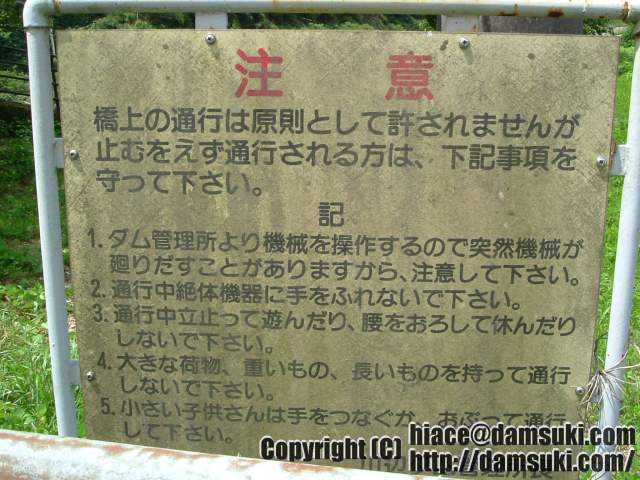 注意
橋上の通行は原則として許されませんが
止むをえず通行される方は、下記事項を
守って下さい。
記
1. ダム管理所より機械を操作するので突然機械が
廻りだすことがありますから、注意して下さい。
2. 通行中絶体機器に手をふれないで下さい。
3. 通行中立止って遊んだり、腰をおろして休んだり
しないで下さい。
4. 大きな荷物、重いもの、長いものを持って通行
しないで下さい。
5. 小さい子供さんは手をつなぐか、おぶって通行
して下さい。
Copyright (C) hiace@damsuki.com
http://damsuki.com/